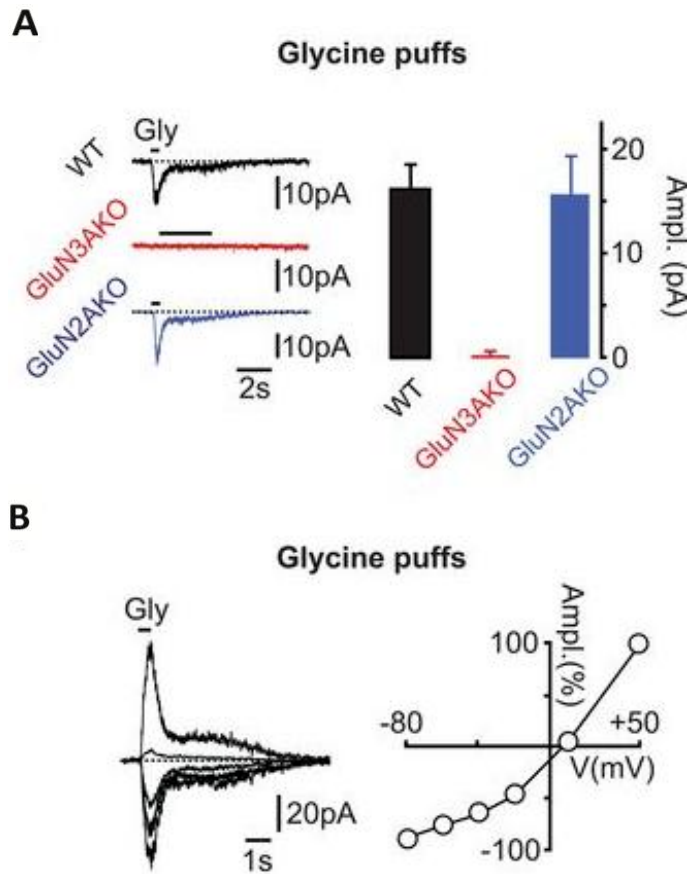 A
Glycine puffs
WT
Gly
10pA
GluN3AKO
10pA
GluN2AKO
10pA
2s
20
10
0
Ampl. (pA)
WT
GluN3AKO
GluN2AKO
B
Glycine puffs
Gly
20pA
1s
Ampl.(%)
100
-80
+50
V(mV)
-100